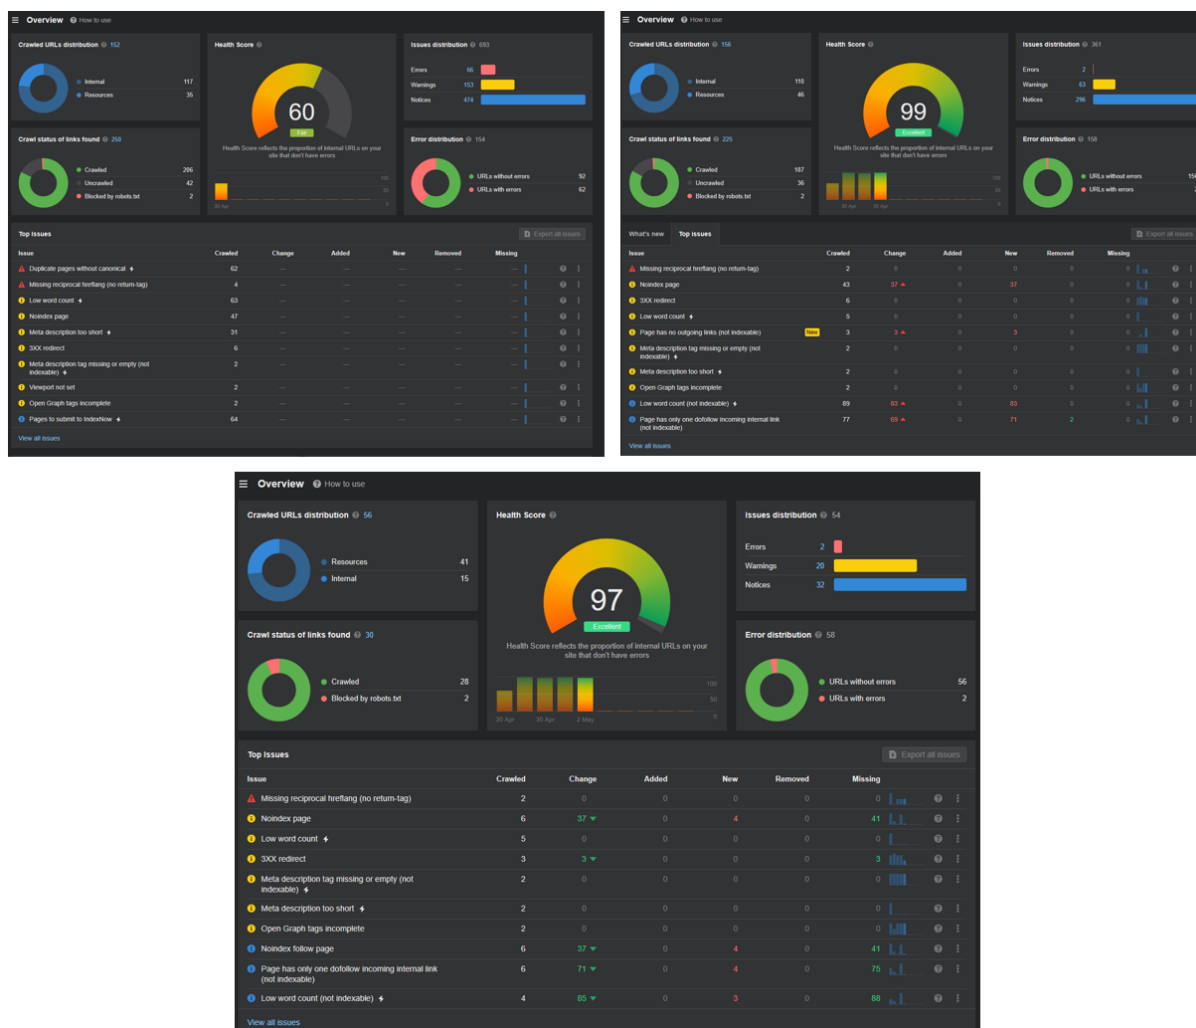 Overview How to use
Crawled URLs distribution 152
Internal 117
Resources 35
Health Score
60
Fair
Health Score reflects the proportion of internal URLs on your
site that don't have errors
100
50
0
30 Apr
Issues distribution 693
Errors 66
Warnings 153
Notices 474
Crawl status of links found 250
Crawled 206
Uncrawled 42
Blocked by robots.txt 2
Error distribution 154
URLs without errors 92
URLs with errors 62
Top issues Export all issues
Issue Crawled Change Added New Removed Missing
Duplicate pages without canonical 62 — — — — —
Missing reciprocal hreflang (no return-tag) 4 — — — — —
Low word count 63 — — — — —
Noindex page 47 — — — — —
Meta description too short 31 — — — — —
3XX redirect 6 — — — — —
Meta description tag missing or empty (not
indexable) 2 — — — — —
Viewport not set 2 — — — — —
Open Graph tags incomplete 2 — — — — —
Pages to submit to IndexNow 64 — — — — —
View all issues
Overview How to use
Crawled URLs distribution 156
Internal 110
Resources 46
Health Score
99
Excellent
Health Score reflects the proportion of internal URLs on your
site that don't have errors
100
50
0
30 Apr 30 Apr
Issues distribution 361
Errors 2
Warnings 63
Notices 296
Crawl status of links found 225
Crawled 187
Uncrawled 36
Blocked by robots.txt 2
Error distribution 158
URLs without errors 156
URLs with errors 2
What's new Top issues Export all issues
Issue Crawled Change Added New Removed Missing
Missing reciprocal hreflang (no return-tag) 2 0 0 0 0 0
Noindex page 43 37 0 37 0 0
3XX redirect 6 0 0 0 0 0
Low word count 5 0 0 0 0 0
Page has no outgoing links (not indexable) New 3 3 0 3 0 0
Meta description tag missing or empty (not
indexable) 2 0 0 0 0 0
Meta description too short 2 0 0 0 0 0
Open Graph tags incomplete 2 0 0 0 0 0
Low word count (not indexable) 89 83 0 83 0 0
Page has only one dofollow incoming internal link
(not indexable) 77 69 0 71 2 0
View all issues
Overview How to use
Crawled URLs distribution 56
Resources 41
Internal 15
Health Score
97
Excellent
Health Score reflects the proportion of internal URLs on your
site that don't have errors
100
50
0
30 Apr 30 Apr 2 May
Issues distribution 54
Errors 2
Warnings 20
Notices 32
Crawl status of links found 30
Crawled 28
Blocked by robots.txt 2
Error distribution 58
URLs without errors 56
URLs with errors 2
Top issues Export all issues
Issue Crawled Change Added New Removed Missing
Missing reciprocal hreflang (no return-tag) 2 0 0 0 0 0
Noindex page 6 37 0 4 0 41
Low word count 5 0 0 0 0 0
3XX redirect 3 3 0 0 0 3
Meta description tag missing or empty (not
indexable) 2 0 0 0 0 0
Meta description too short 2 0 0 0 0 0
Open Graph tags incomplete 2 0 0 0 0 0
Noindex follow page 6 37 0 4 0 41
Page has only one dofollow incoming internal link
(not indexable) 6 71 0 4 0 75
Low word count (not indexable) 4 85 0 3 0 88
View all issues